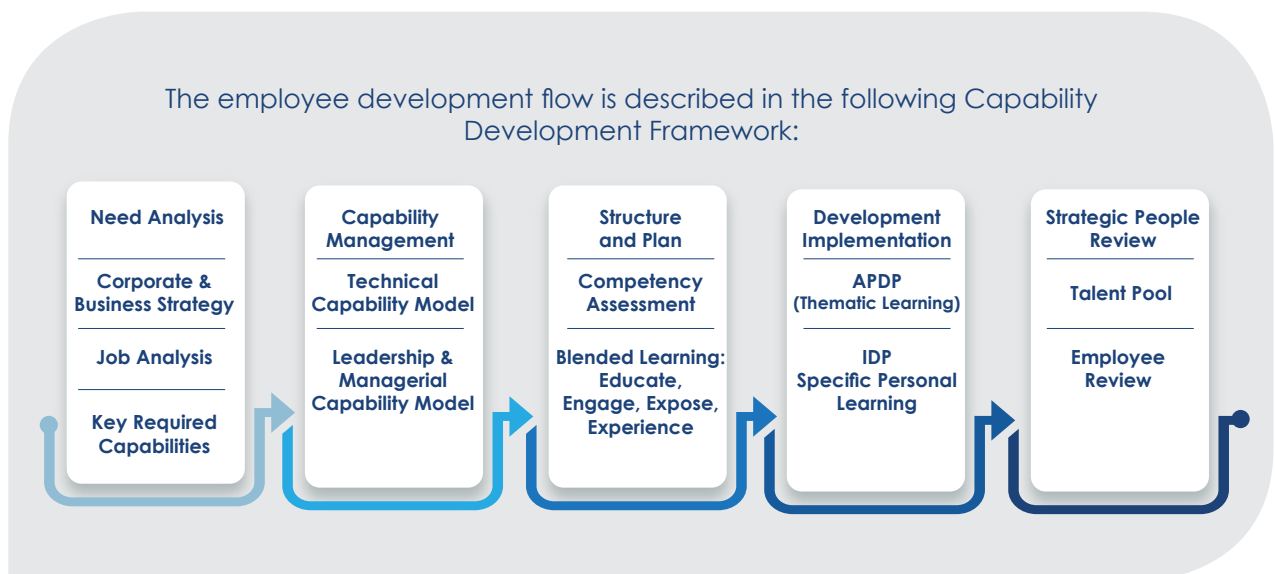 The employee development flow is described in the following Capability
Development Framework:
Need Analysis
Corporate &
Business Strategy
Job Analysis
Key Required
Capabilities
Capability
Management
Technical
Capability Model
Leadership &
Managerial
Capability Model
Structure
and Plan
Competency
Assessment
Blended Learning:
Educate,
Engage, Expose,
Experience
Development
Implementation
APDP
(Thematic Learning)
IDP
Specific Personal
Learning
Strategic People
Review
Talent Pool
Employee
Review